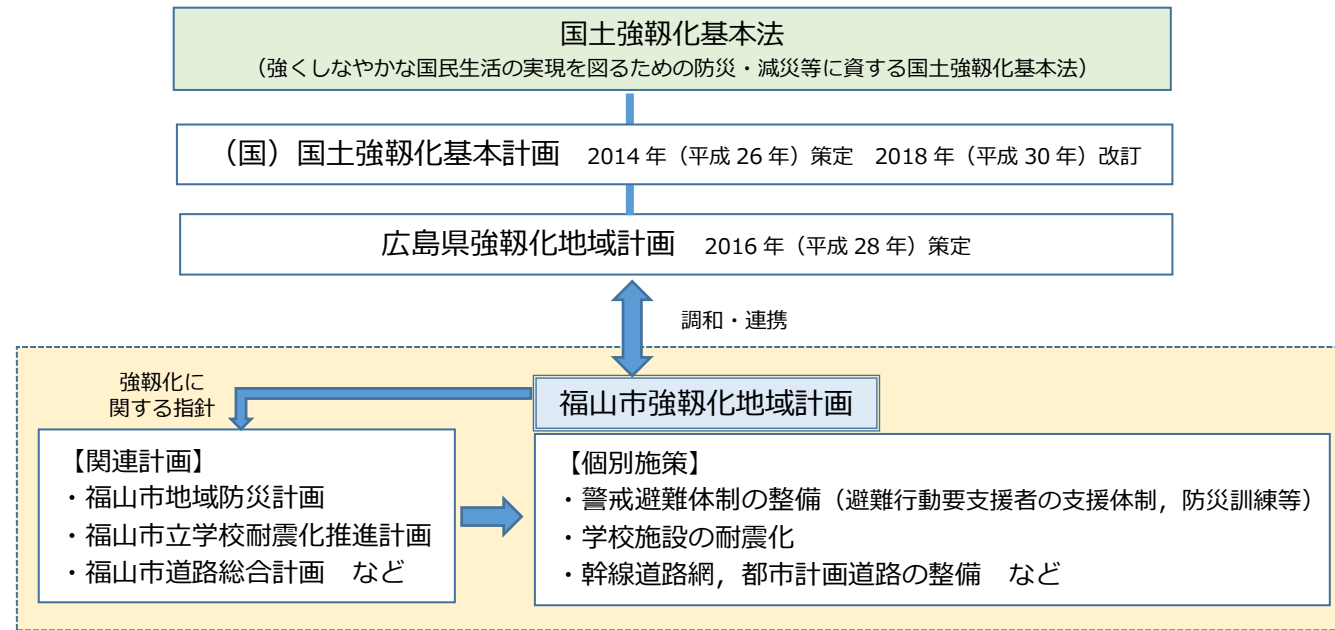 国土強靱化基本法
（強くしなやかな国民生活の実現を図るための防災・減災等に資する国土強靱化基本法）
（国）国土強靱化基本計画　2014 年（平成 26 年）策定　2018 年（平成 30 年）改訂
広島県強靱化地域計画　2016 年（平成 28 年）策定
調和・連携
強靱化に
関する指針
福山市強靱化地域計画
【関連計画】
・福山市地域防災計画
・福山市立学校耐震化推進計画
・福山市道路総合計画　など
【個別施策】
・警戒避難体制の整備（避難行動要支援者の支援体制，防災訓練等）
・学校施設の耐震化
・幹線道路網，都市計画道路の整備　など